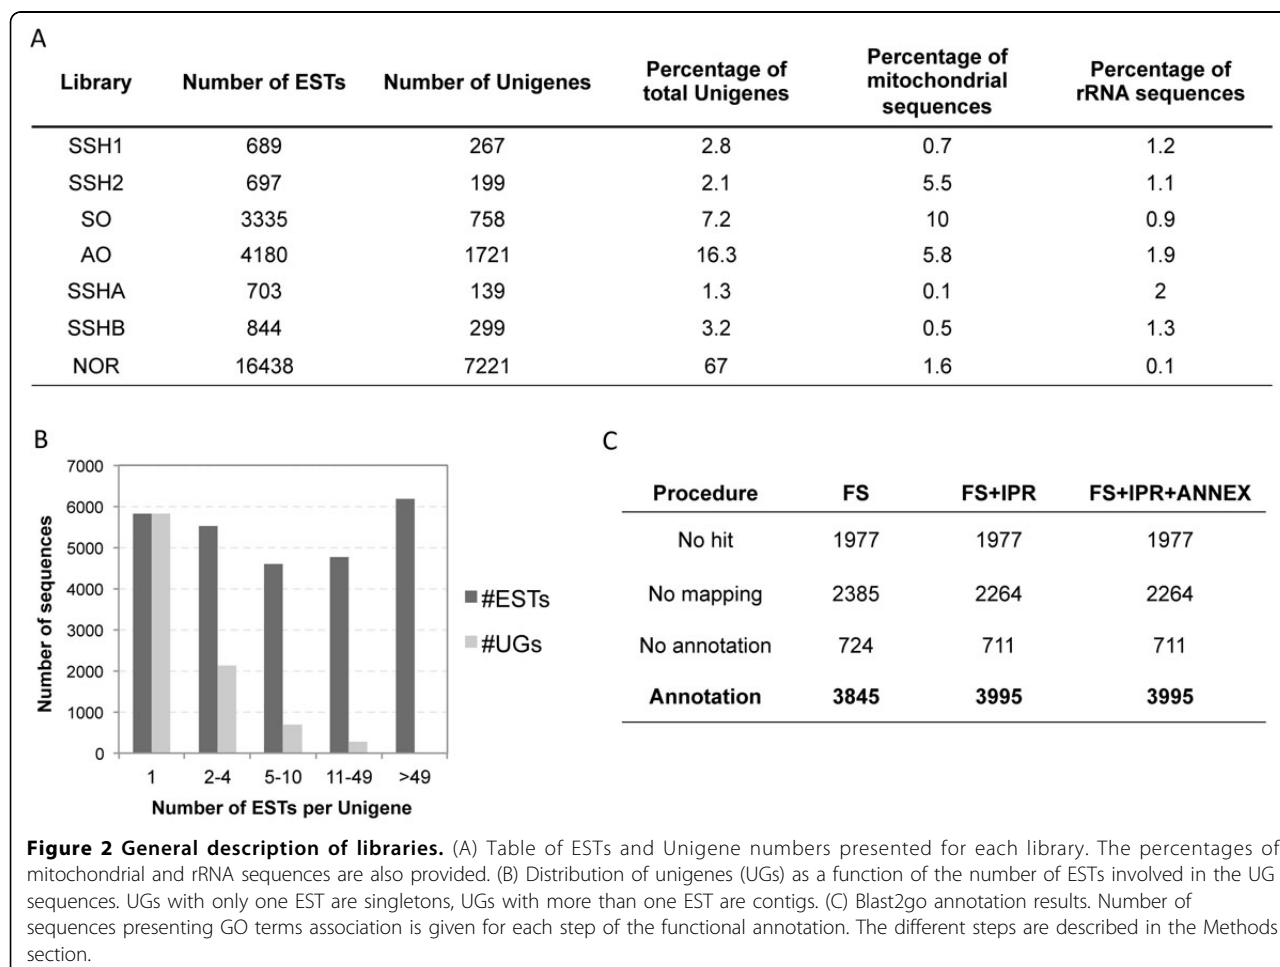 A
Library Number of ESTs Number of Unigenes Percentage of total Unigenes Percentage of mitochondrial sequences Percentage of rRNA sequences
SSH1 689 267 2.8 0.7 1.2
SSH2 697 199 2.1 5.5 1.1
SO 3335 758 7.2 10 0.9
AO 4180 1721 16.3 5.8 1.9
SSHA 703 139 1.3 0.1 2
SSHB 844 299 3.2 0.5 1.3
NOR 16438 7221 67 1.6 0.1
B
Number of sequences
7000
6000
5000
4000
3000
2000
1000
0
1 2-4 5-10 11-49 >49
Number of ESTs per Unigene
#ESTs
#UGs
C
Procedure FS FS+IPR FS+IPR+ANNEX
No hit 1977 1977 1977
No mapping 2385 2264 2264
No annotation 724 711 711
Annotation 3845 3995 3995
Figure 2 General description of libraries. (A) Table of ESTs and Unigene numbers presented for each library. The percentages of
mitochondrial and rRNA sequences are also provided. (B) Distribution of unigenes (UGs) as a function of the number of ESTs involved in the UG
sequences. UGs with only one EST are singletons, UGs with more than one EST are contigs. (C) Blast2go annotation results. Number of
sequences presenting GO terms association is given for each step of the functional annotation. The different steps are described in the Methods
section.